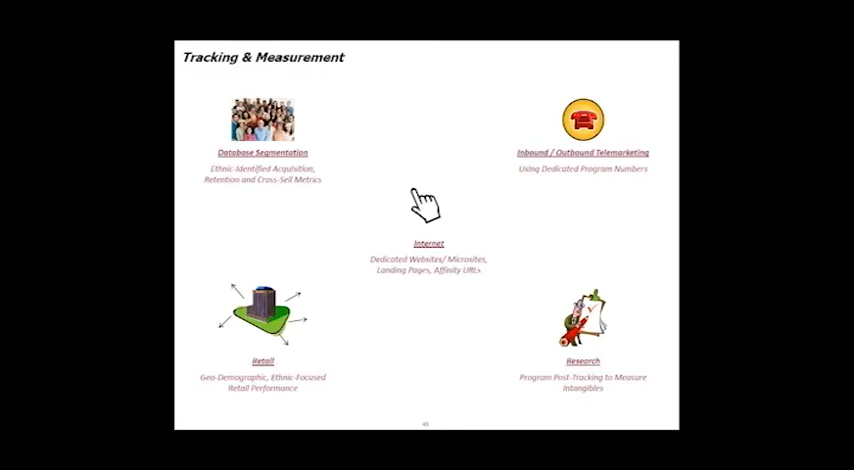 Tracking & Measurement
Database Segmentation
Ethnic-Identified Acquisition,
Retention and Cross-Sell Metrics
Inbound / Outbound Telemarketing
Using Dedicated Program Numbers
Internet
Dedicated Websites/ Microsites,
Landing Pages, Affinity URLs
Retail
Geo-Demographic, Ethnic-Focused
Retail Performance
Research
Program Post-Tracking to Measure
Intangibles